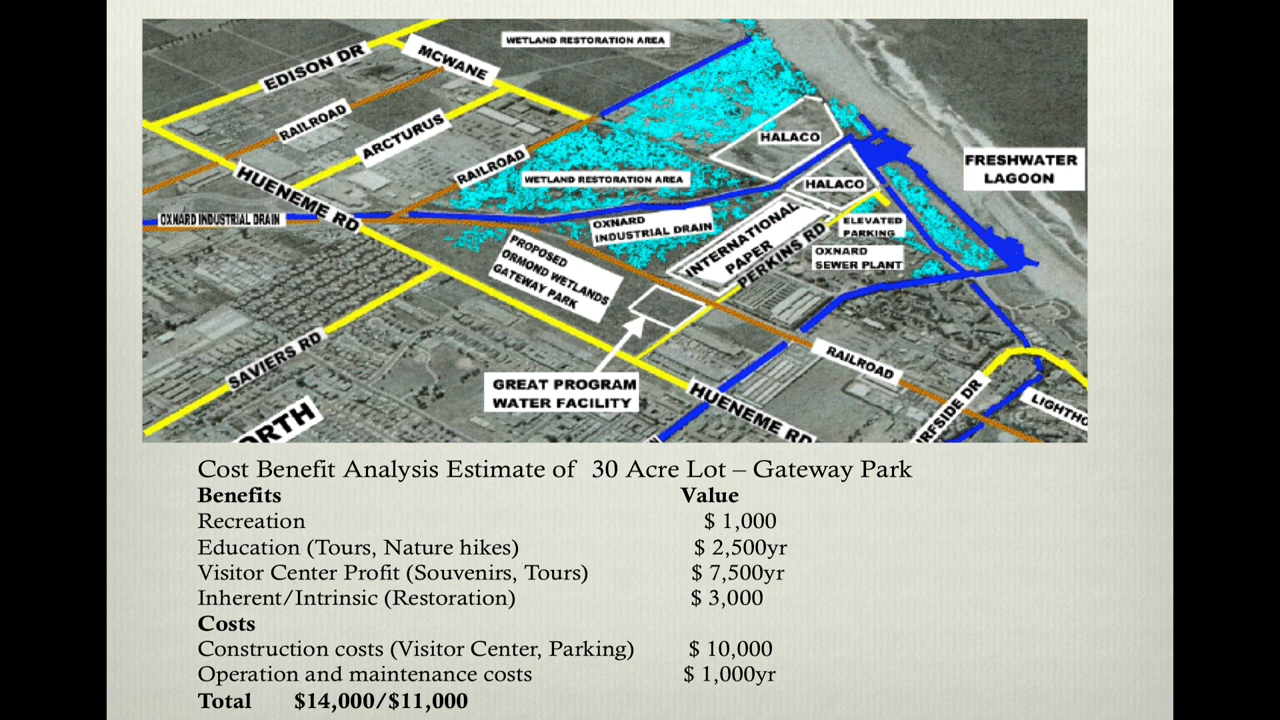 WETLAND RESTORATION AREA
EDISON DR
MCWANE
RAILROAD
ARCTURUS
HALACO
RAILROAD
FRESHWATER
LAGOON
HUENEME RD
WETLAND RESTORATION AREA
HALACO
OXNARD INDUSTRIAL DRAIN
OXNARD
INDUSTRIAL DRAIN
INTERNATIONAL
PAPER
PERKINS RD
ELEVATED
PARKING
PROPOSED
ORMOND WETLANDS
GATEWAY PARK
OXNARD
SEWER PLANT
SAVIERS RD
RAILROAD
GREAT PROGRAM
WATER FACILITY
HUENEME RD
RFSIDE DR
LIGHTHO
ORTH
N
Cost Benefit Analysis Estimate of 30 Acre Lot – Gateway Park
Benefits Value
Recreation $ 1,000
Education (Tours, Nature hikes) $ 2,500yr
Visitor Center Profit (Souvenirs, Tours) $ 7,500yr
Inherent/Intrinsic (Restoration) $ 3,000
Costs
Construction costs (Visitor Center, Parking) $ 10,000
Operation and maintenance costs $ 1,000yr
Total $14,000/$11,000